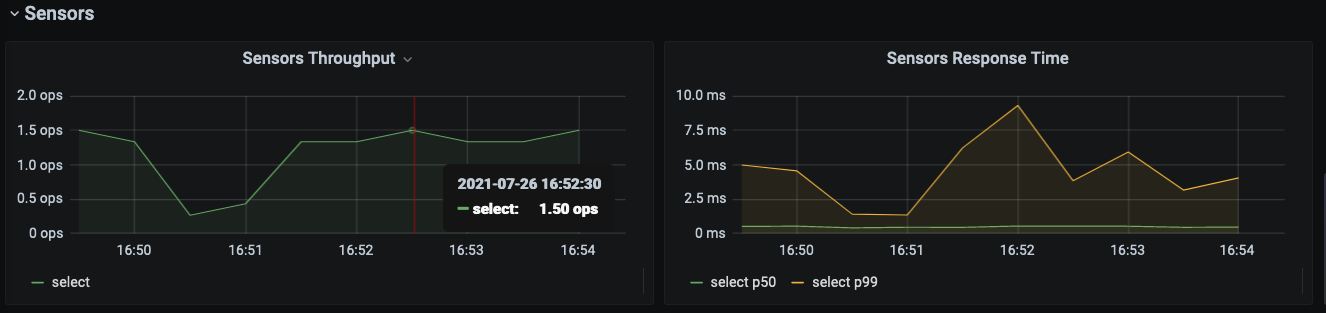 Sensors
Sensors Throughput
2.0 ops
1.5 ops
1.0 ops
0.5 ops
0 ops
16:50 16:51 16:52 16:53 16:54
2021-07-26 16:52:30
select: 1.50 ops
select
Sensors Response Time
10.0 ms
7.5 ms
5.0 ms
2.5 ms
0 ms
16:50 16:51 16:52 16:53 16:54
select p50 select p99